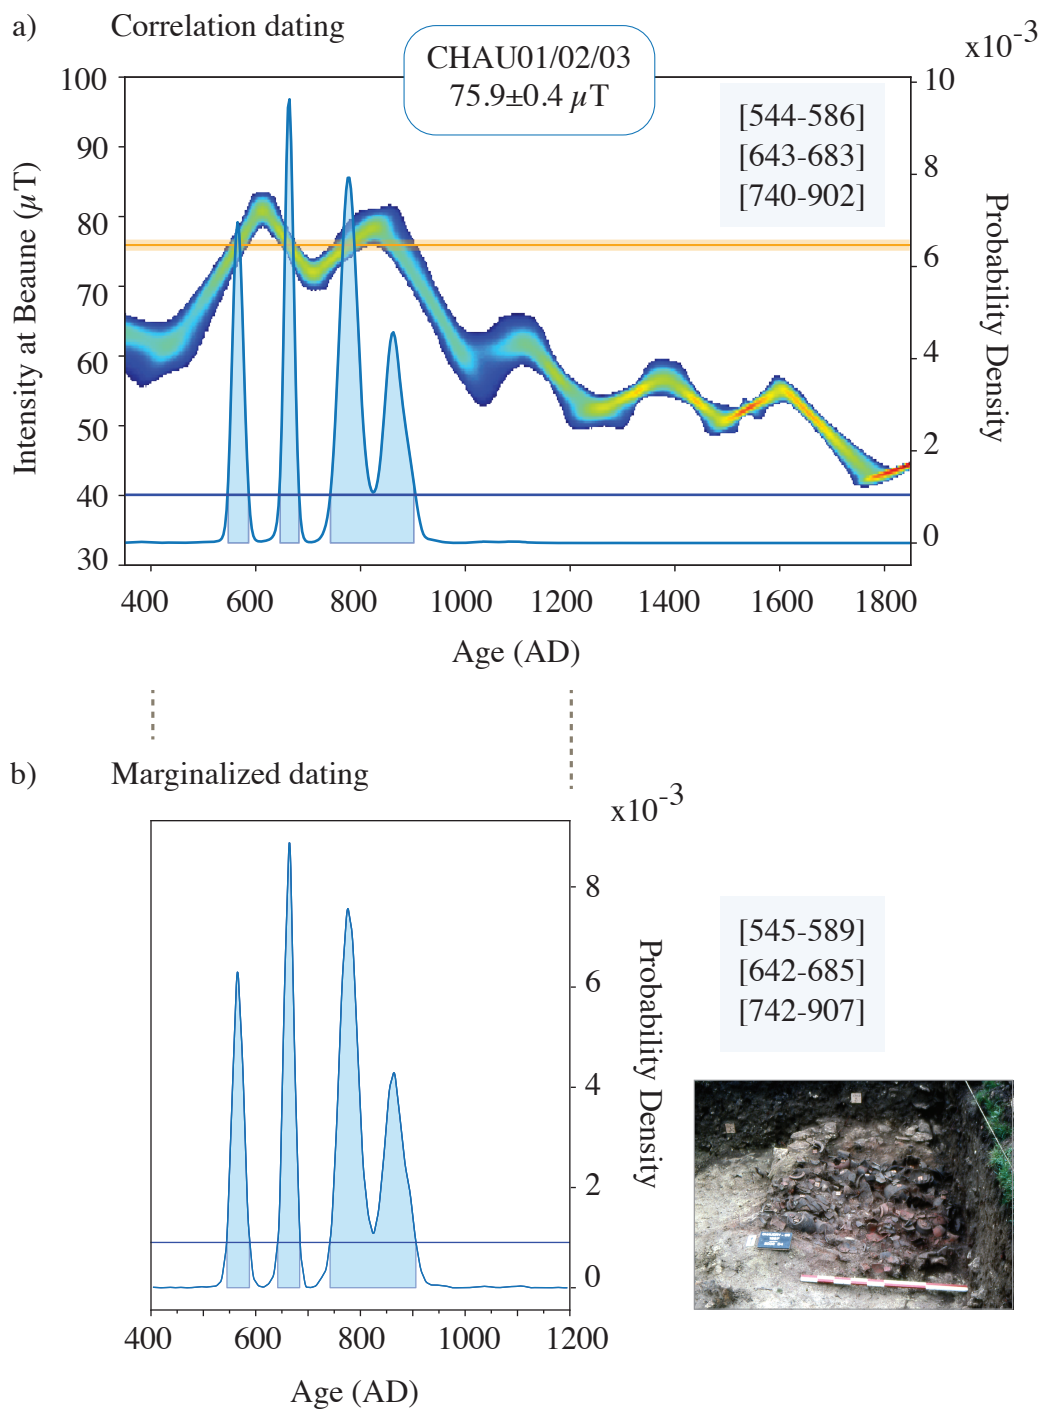 a)
Correlation dating
x10-3
CHAU01/02/03
75.9±0.4 µT
100
90
80
70
60
50
40
30
Intensity at Beaune (µT)
[544-586]
[643-683]
[740-902]
10
8
6
4
2
0
Probability Density
400 600 800 1000 1200 1400 1600 1800
Age (AD)
b)
Marginalized dating
x10-3
8
6
4
2
0
Probability Density
[545-589]
[642-685]
[742-907]
400 600 800 1000 1200
Age (AD)